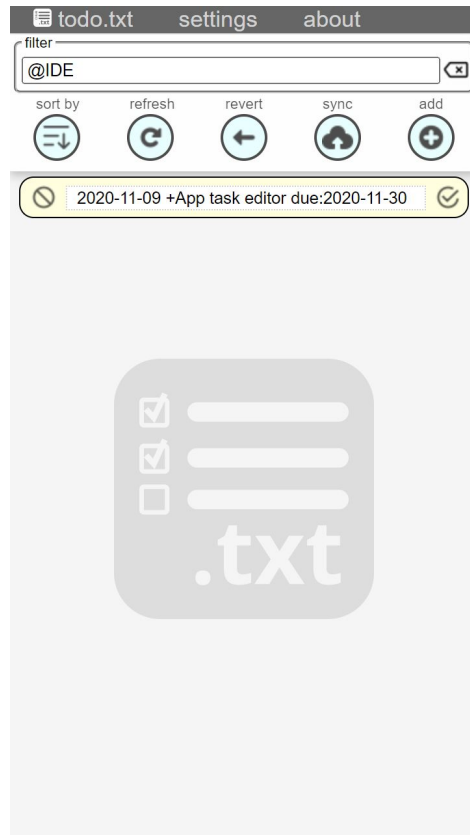 todo.txt settings about
filter
@IDE
sort by refresh revert sync add
2020-11-09 +App task editor due:2020-11-30
.txt